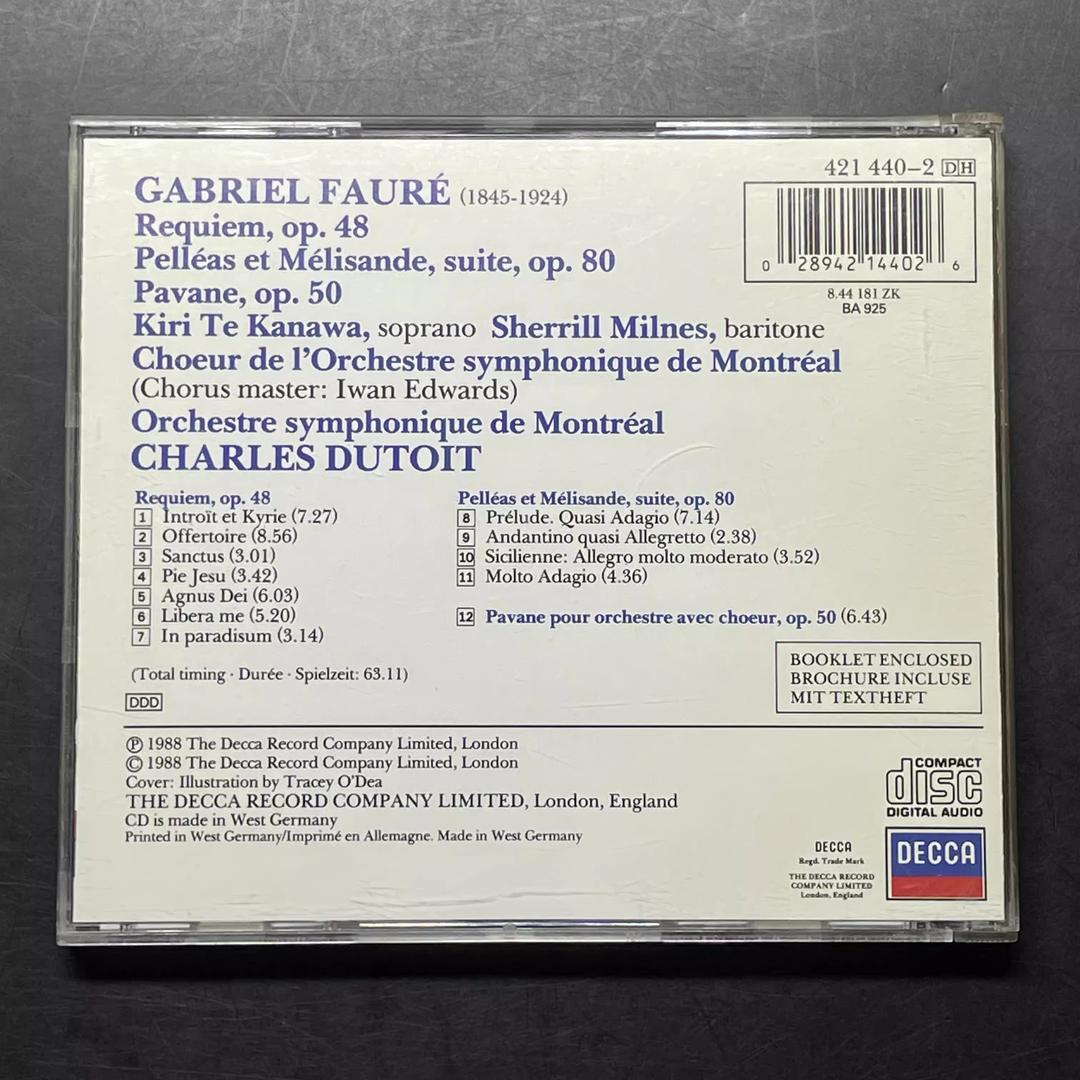 421 440-2 DH
0 28942 14402 6
8.44 181 ZK
BA 925
GABRIEL FAURÉ (1845-1924)
Requiem, op. 48
Pelléas et Mélisande, suite, op. 80
Pavane, op. 50
Kiri Te Kanawa, soprano Sherrill Milnes, baritone
Choeur de l'Orchestre symphonique de Montréal
(Chorus master: Iwan Edwards)
Orchestre symphonique de Montréal
CHARLES DUTOIT
Requiem, op. 48
1 Introït et Kyrie (7.27)
2 Offertoire (8.56)
3 Sanctus (3.01)
4 Pie Jesu (3.42)
5 Agnus Dei (6.03)
6 Libera me (5.20)
7 In paradisum (3.14)
Pelléas et Mélisande, suite, op. 80
8 Prélude. Quasi Adagio (7.14)
9 Andantino quasi Allegretto (2.38)
10 Sicilienne: Allegro molto moderato (3.52)
11 Molto Adagio (4.36)
12 Pavane pour orchestre avec choeur, op. 50 (6.43)
(Total timing · Durée · Spielzeit: 63.11)
DDD
BOOKLET ENCLOSED
BROCHURE INCLUSE
MIT TEXTHEFT
℗ 1988 The Decca Record Company Limited, London
© 1988 The Decca Record Company Limited, London
Cover: Illustration by Tracey O'Dea
THE DECCA RECORD COMPANY LIMITED, London, England
CD is made in West Germany
Printed in West Germany/Imprimé en Allemagne. Made in West Germany
COMPACT
disc
DIGITAL AUDIO
DECCA
Regd. Trade Mark
THE DECCA RECORD
COMPANY LIMITED
London, England
DECCA